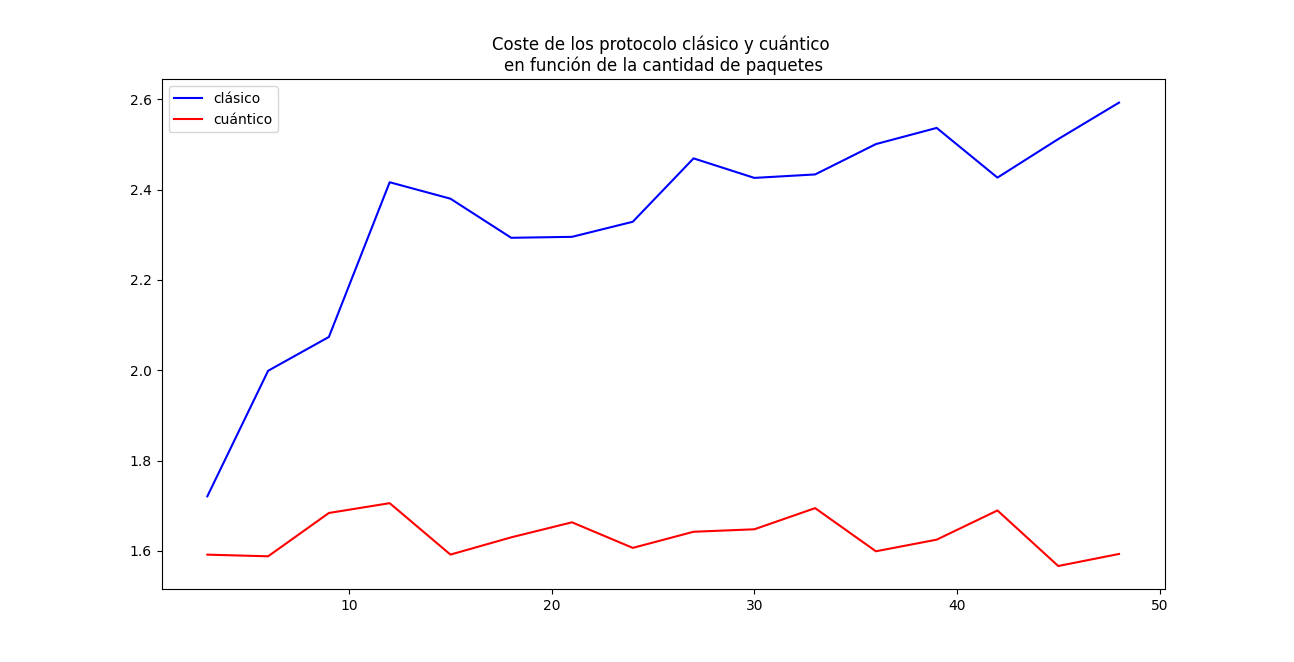 Coste de los protocolo clásico y cuántico
en función de la cantidad de paquetes
clásico
cuántico
2.6
2.4
2.2
2.0
1.8
1.6
10 20 30 40 50